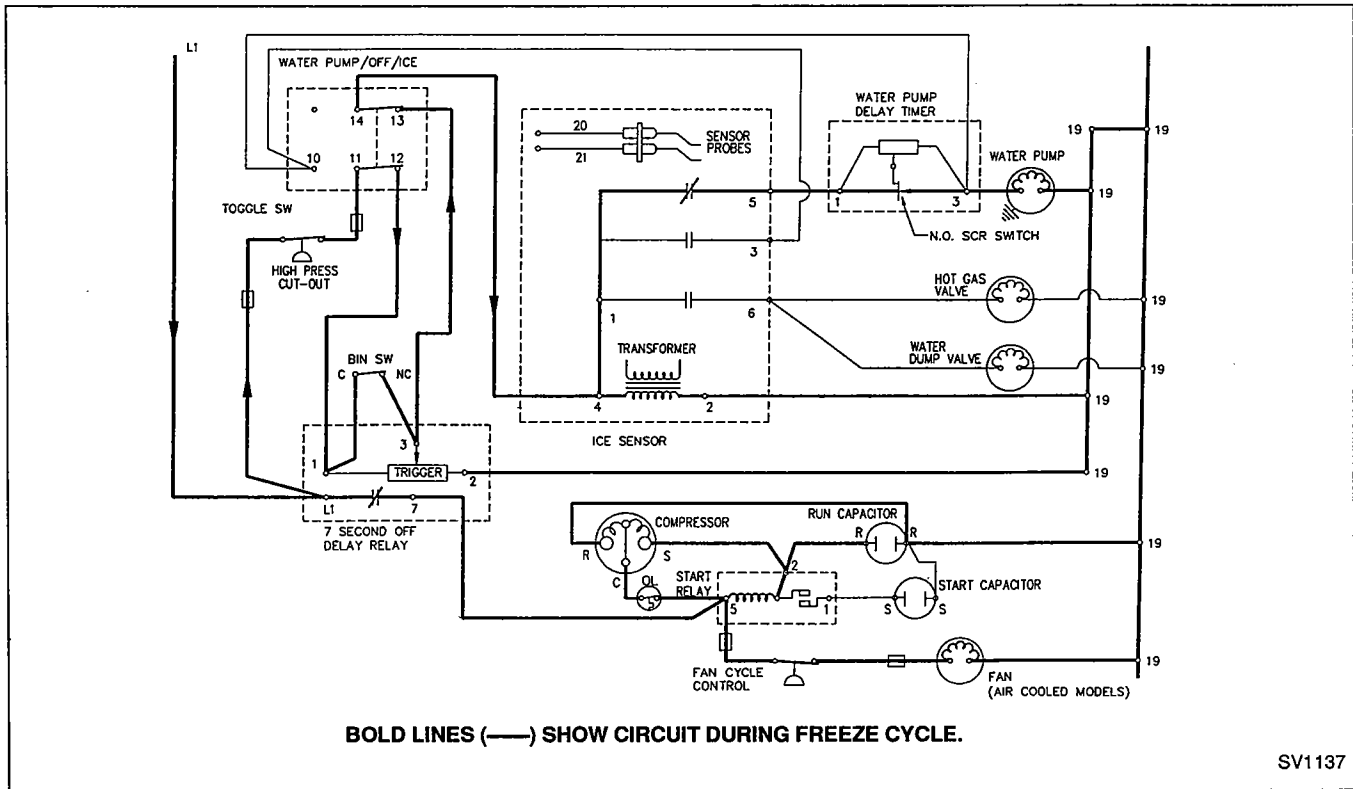 L1
WATER PUMP/OFF/ICE
14 13
10 11 12
TOGGLE SW
HIGH PRESS
CUT-OUT
BIN SW
C NC
3
1 TRIGGER 2
L1 7
7 SECOND OFF
DELAY RELAY
20
21
SENSOR
PROBES
5
3
1 6
TRANSFORMER
4 2
ICE SENSOR
WATER PUMP
DELAY TIMER
1 3
N.O. SCR SWITCH
WATER PUMP
HOT GAS
VALVE
WATER
DUMP VALVE
19 19
19
19
19
19
19
COMPRESSOR
R S
C
OL
START
RELAY
2
5 1
RUN CAPACITOR
R R
START CAPACITOR
S S
19
FAN CYCLE
CONTROL
FAN
(AIR COOLED MODELS)
19
BOLD LINES (——) SHOW CIRCUIT DURING FREEZE CYCLE.
SV1137